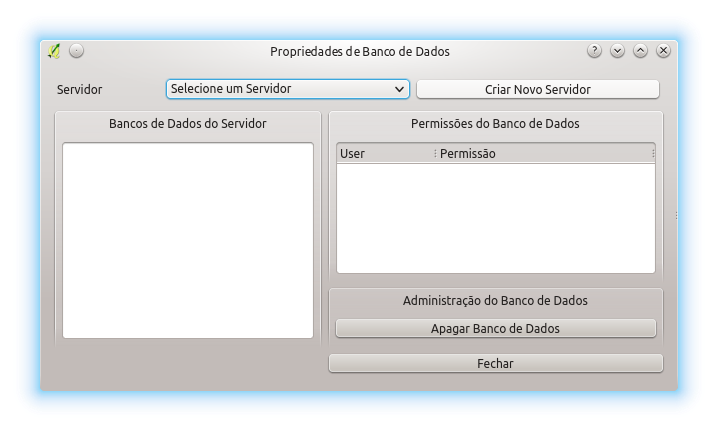 Propriedades de Banco de Dados
Servidor
Selecione um Servidor
Criar Novo Servidor
Bancos de Dados do Servidor
Permissões do Banco de Dados
User
Permissão
Administração do Banco de Dados
Apagar Banco de Dados
Fechar